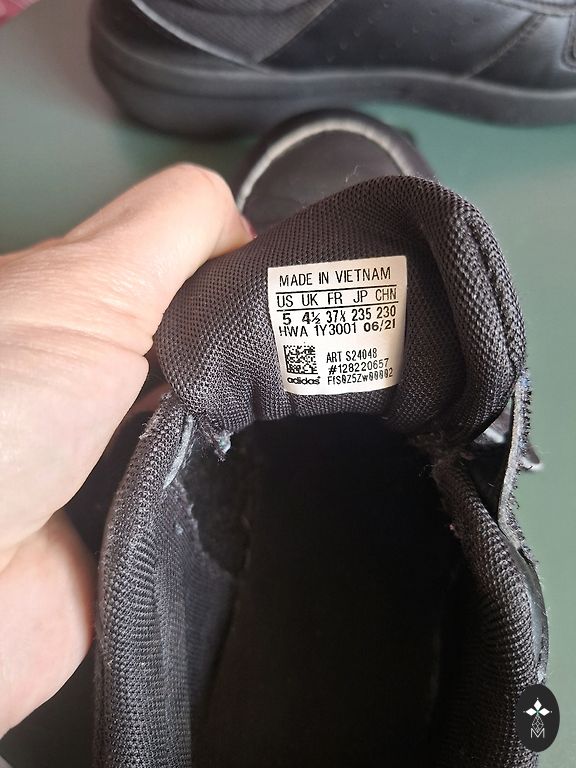 MADE IN VIETNAM
US UK FR JP CHN
5 4½ 37⅓ 235 230
HWA 1Y3001 06/21
ART S24048
#128220657
adidas
M